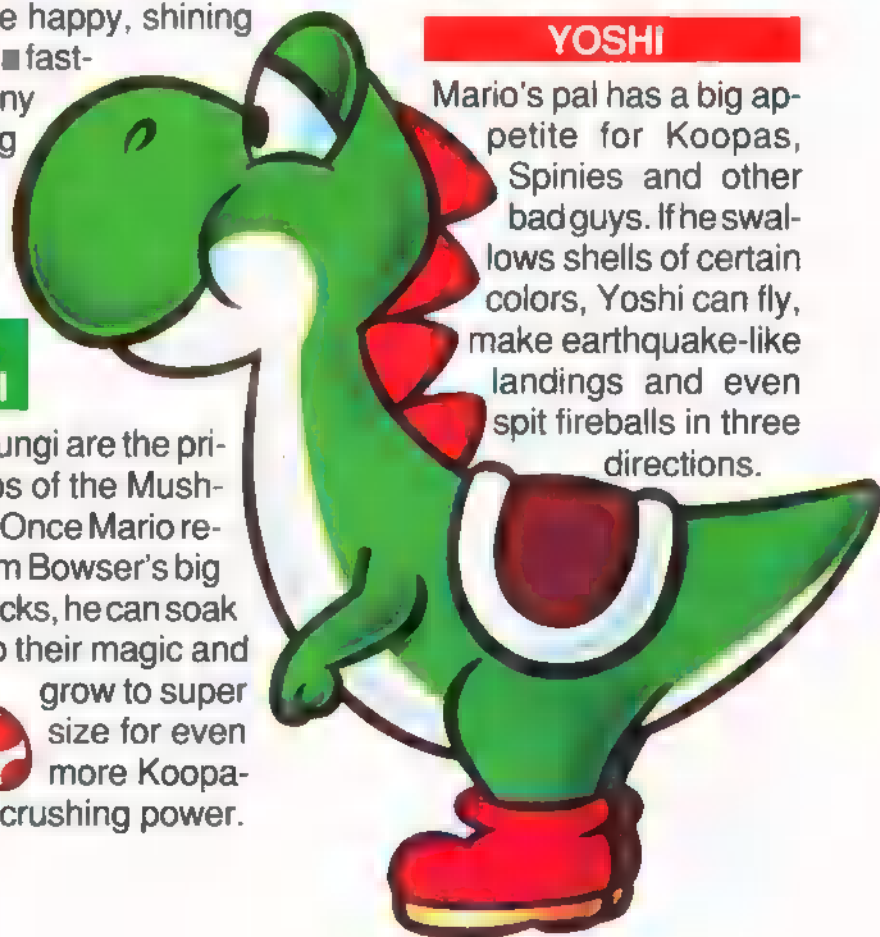 e happy, shining
fast-
ny
g
ungi are the pri-
s of the Mush-
Once Mario re-
m Bowser's big
cks, he can soak
their magic and
grow to super
size for even
more Koopa-
crushing power.
YOSHI
Mario's pal has a big ap-
petite for Koopas,
Spinies and other
bad guys. If he swal-
lows shells of certain
colors, Yoshi can fly,
make earthquake-like
landings and even
spit fireballs in three
directions.